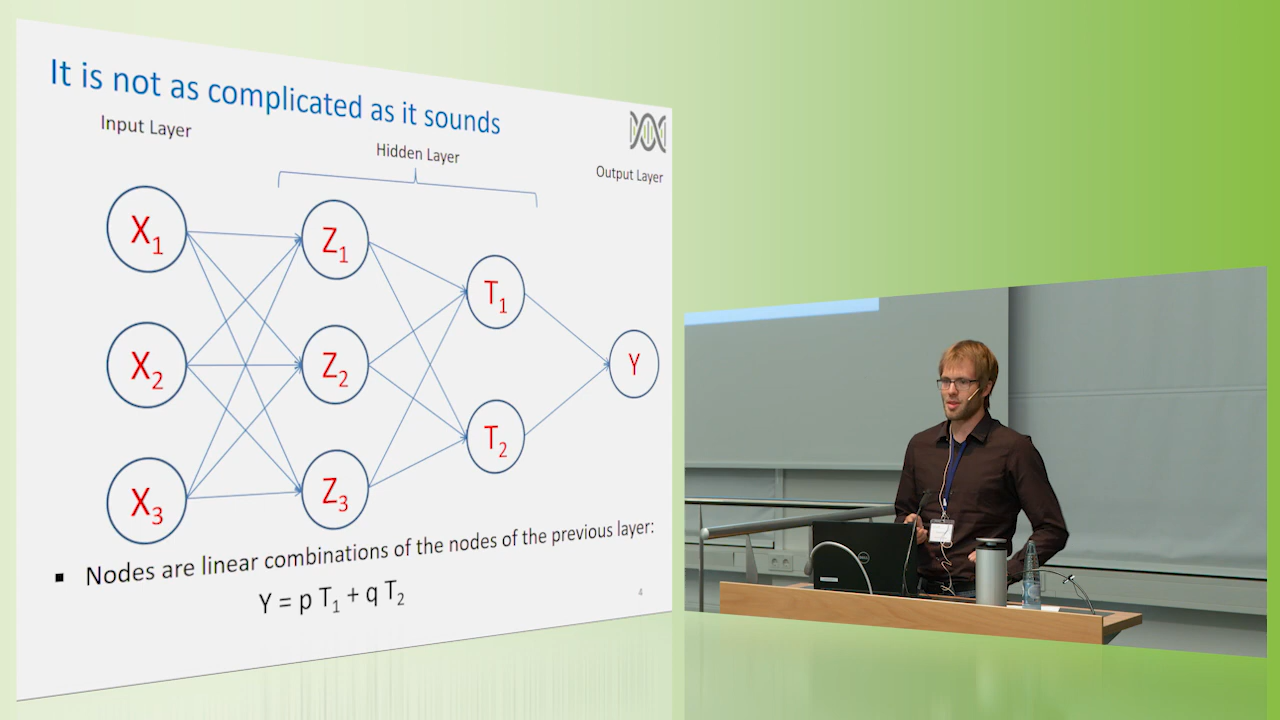 It is not as complicated as it sounds
Input Layer
Hidden Layer
Output Layer
X1
Z1
T1
X2
Z2
Y
T2
X3
Z3
▪ Nodes are linear combinations of the nodes of the previous layer:
Y = p T1 + q T2
4
DELL